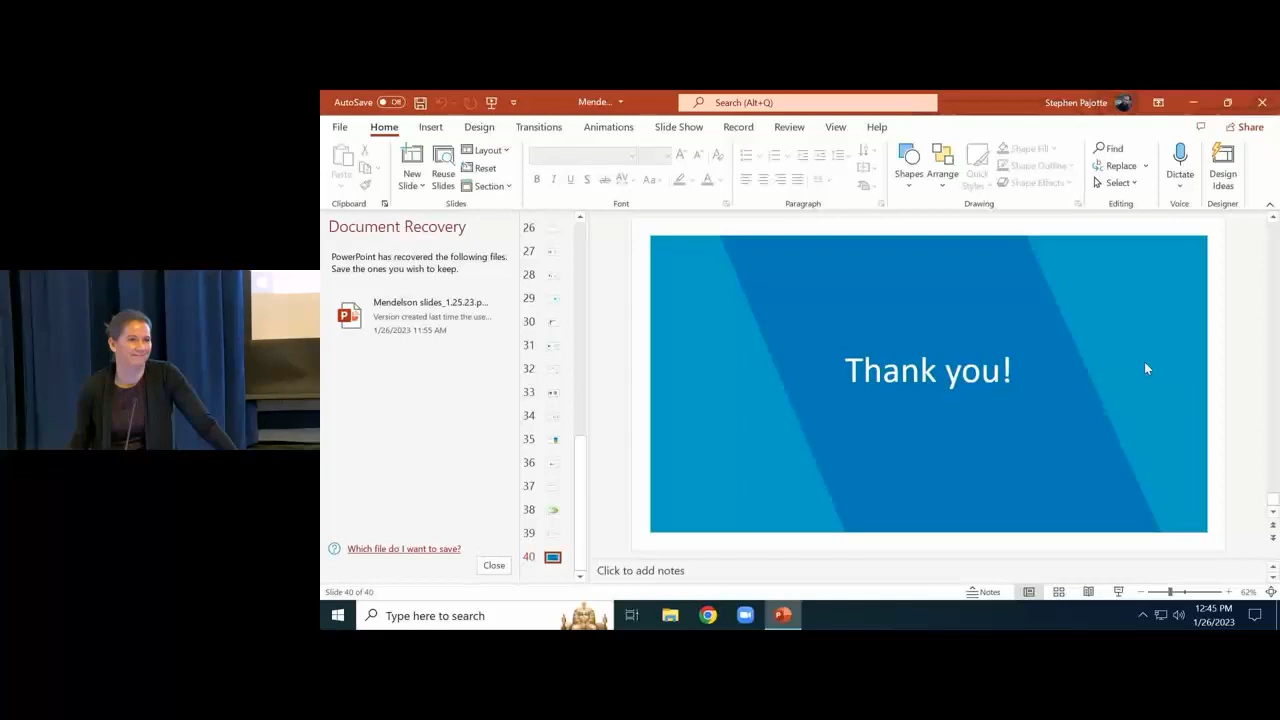 AutoSave Off Mende... Search (Alt+Q) Stephen Pajotte
File Home Insert Design Transitions Animations Slide Show Record Review View Help Share
Paste New Slide Reuse Slides Layout Reset Section
B I U S ab AV Aa A
Shapes Arrange Quick Styles Shape Fill Shape Outline Shape Effects
Find Replace Select Dictate Design Ideas
Clipboard Slides Font Paragraph Drawing Editing Voice Designer
Document Recovery
PowerPoint has recovered the following files.
Save the ones you wish to keep.
Mendelson slides_1.25.23.p...
Version created last time the use...
1/26/2023 11:55 AM
Which file do I want to save?
Close
26
27
28
29
30
31
32
33
34
35
36
37
38
39
40
Thank you!
Click to add notes
Slide 40 of 40 Notes 62%
Type here to search 12:45 PM
1/26/2023